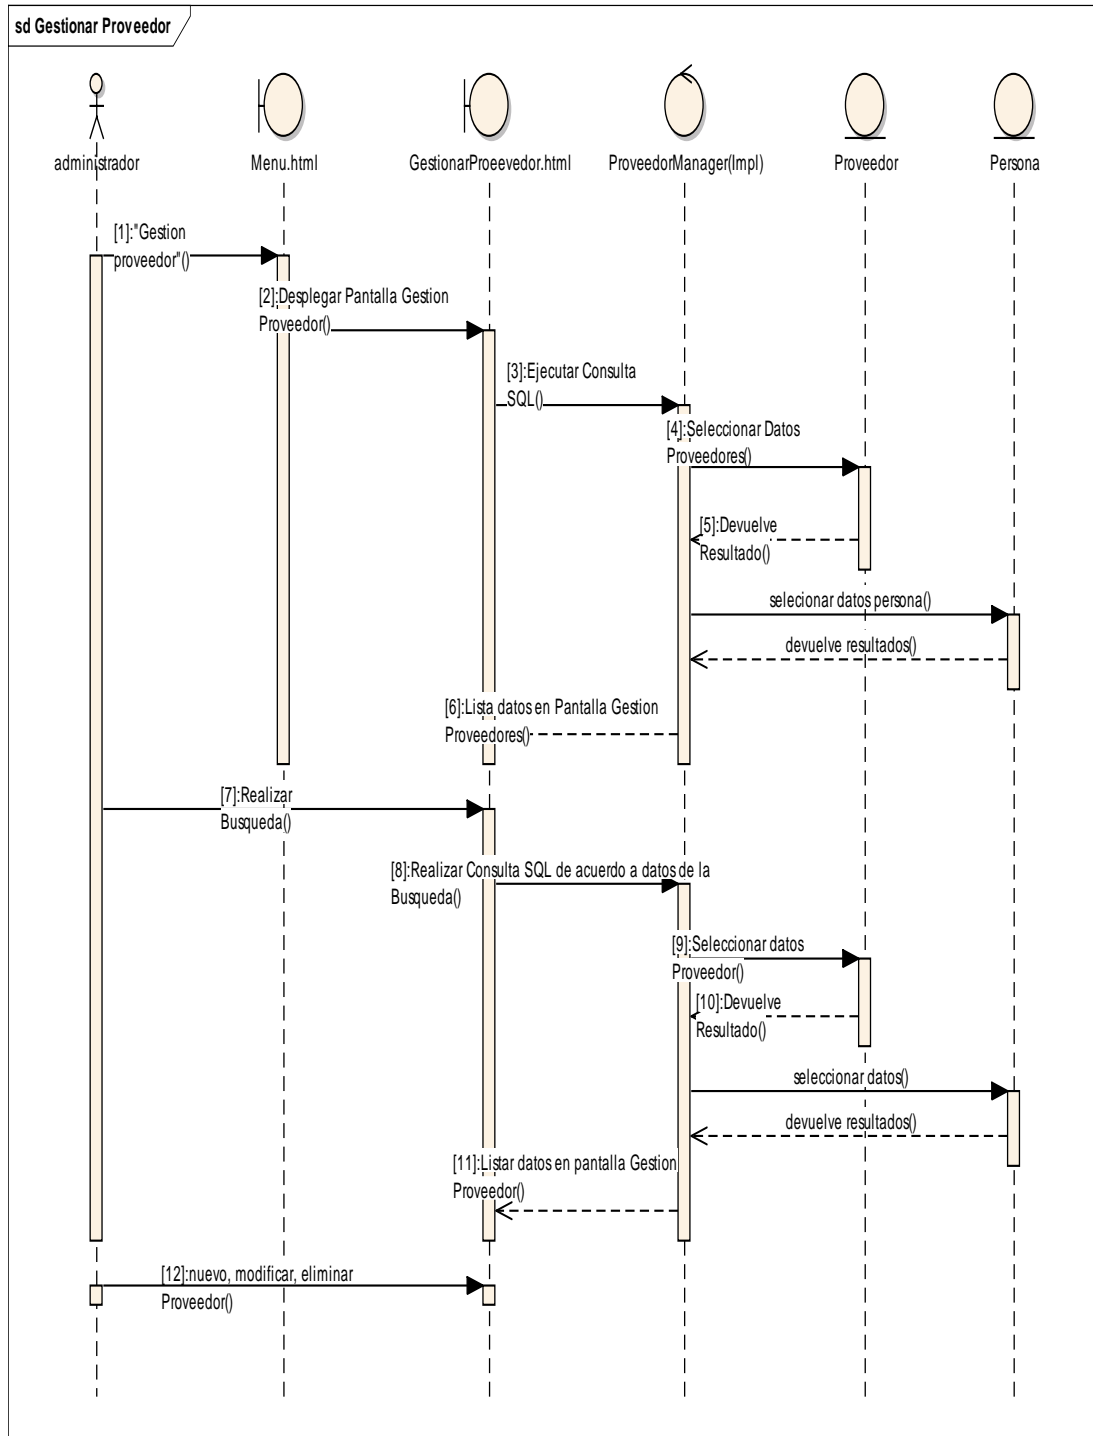 sd Gestionar Proveedor
administrador
Menu.html
GestionarProeevedor.html
ProveedorManager(Impl)
Proveedor
Persona
[1]:"Gestion
proveedor"()
[2]:Desplegar Pantalla Gestion
Proveedor()
[3]:Ejecutar Consulta
SQL()
[4]:Seleccionar Datos
Proveedores()
[5]:Devuelve
Resultado()
selecionar datos persona()
devuelve resultados()
[6]:Lista datos en Pantalla Gestion
Proveedores()
[7]:Realizar
Busqueda()
[8]:Realizar Consulta SQL de acuerdo a datos de la
Busqueda()
[9]:Seleccionar datos
Proveedor()
[10]:Devuelve
Resultado()
seleccionar datos()
devuelve resultados()
[11]:Listar datos en pantalla Gestion
Proveedor()
[12]:nuevo, modificar, eliminar
Proveedor()